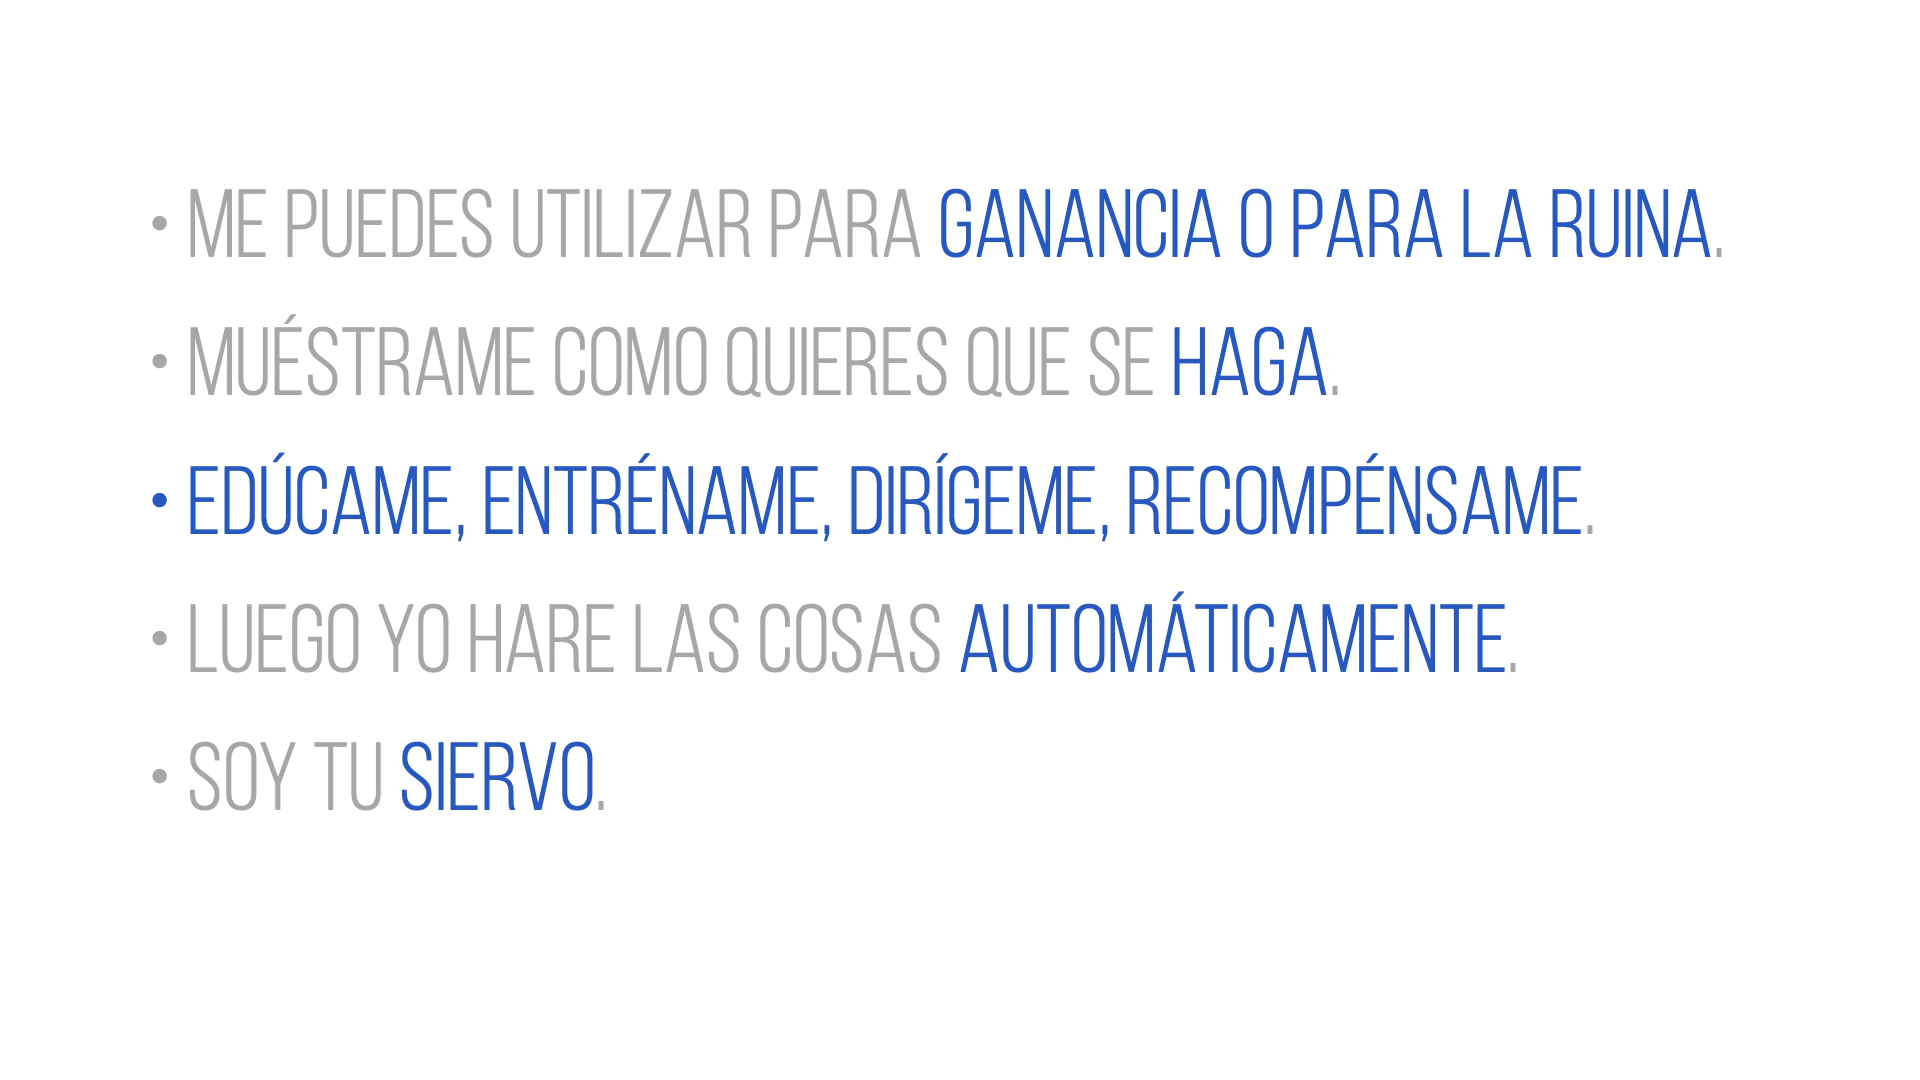 • ME PUEDES UTILIZAR PARA GANANCIA O PARA LA RUINA.
• MUÉSTRAME COMO QUIERES QUE SE HAGA.
• EDÚCAME, ENTRÉNAME, DIRÍGEME, RECOMPÉNSAME.
• LUEGO YO HARE LAS COSAS AUTOMÁTICAMENTE.
• SOY TU SIERVO.